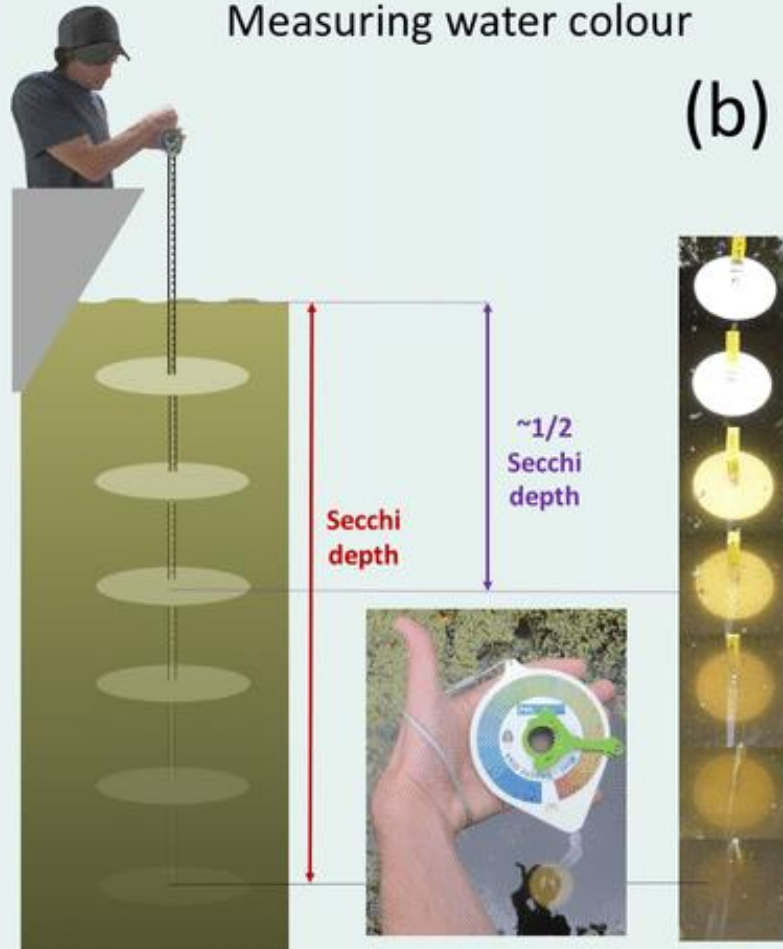 Measuring water colour
(b)
~1/2
Secchi
depth
Secchi
depth